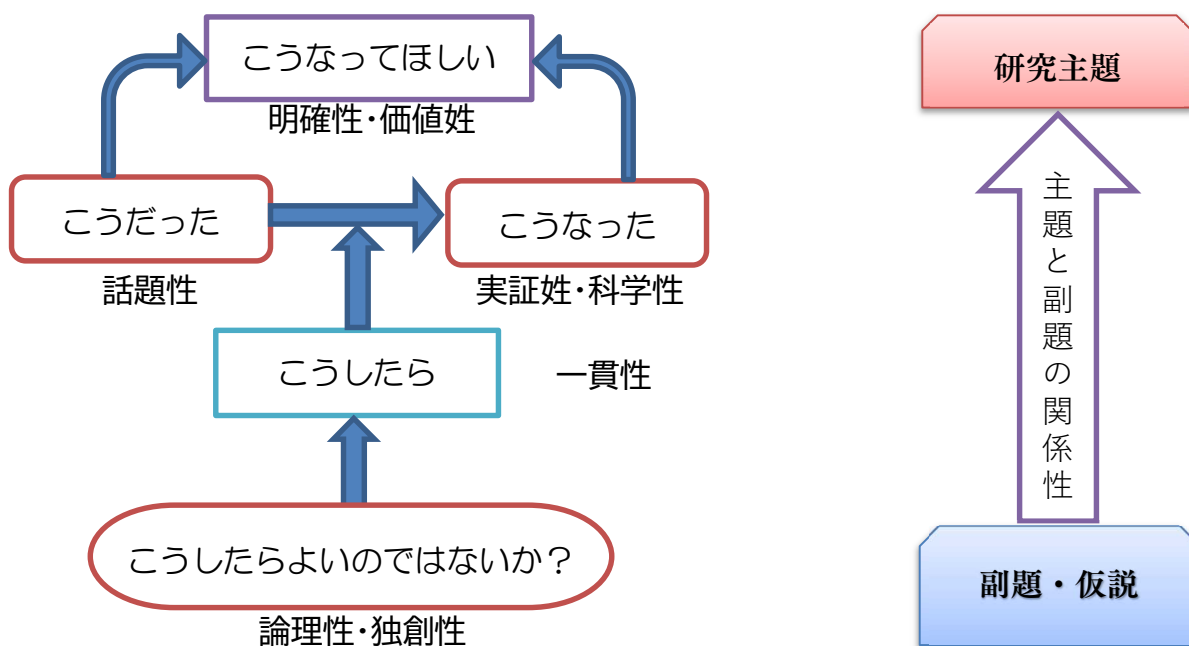 こうなってほしい
明確性・価値姓
こうだった
話題性
こうなった
実証姓・科学性
こうしたら
一貫性
こうしたらよいのではないか？
論理性・独創性
研究主題
主題と副題の関係性
副題・仮説